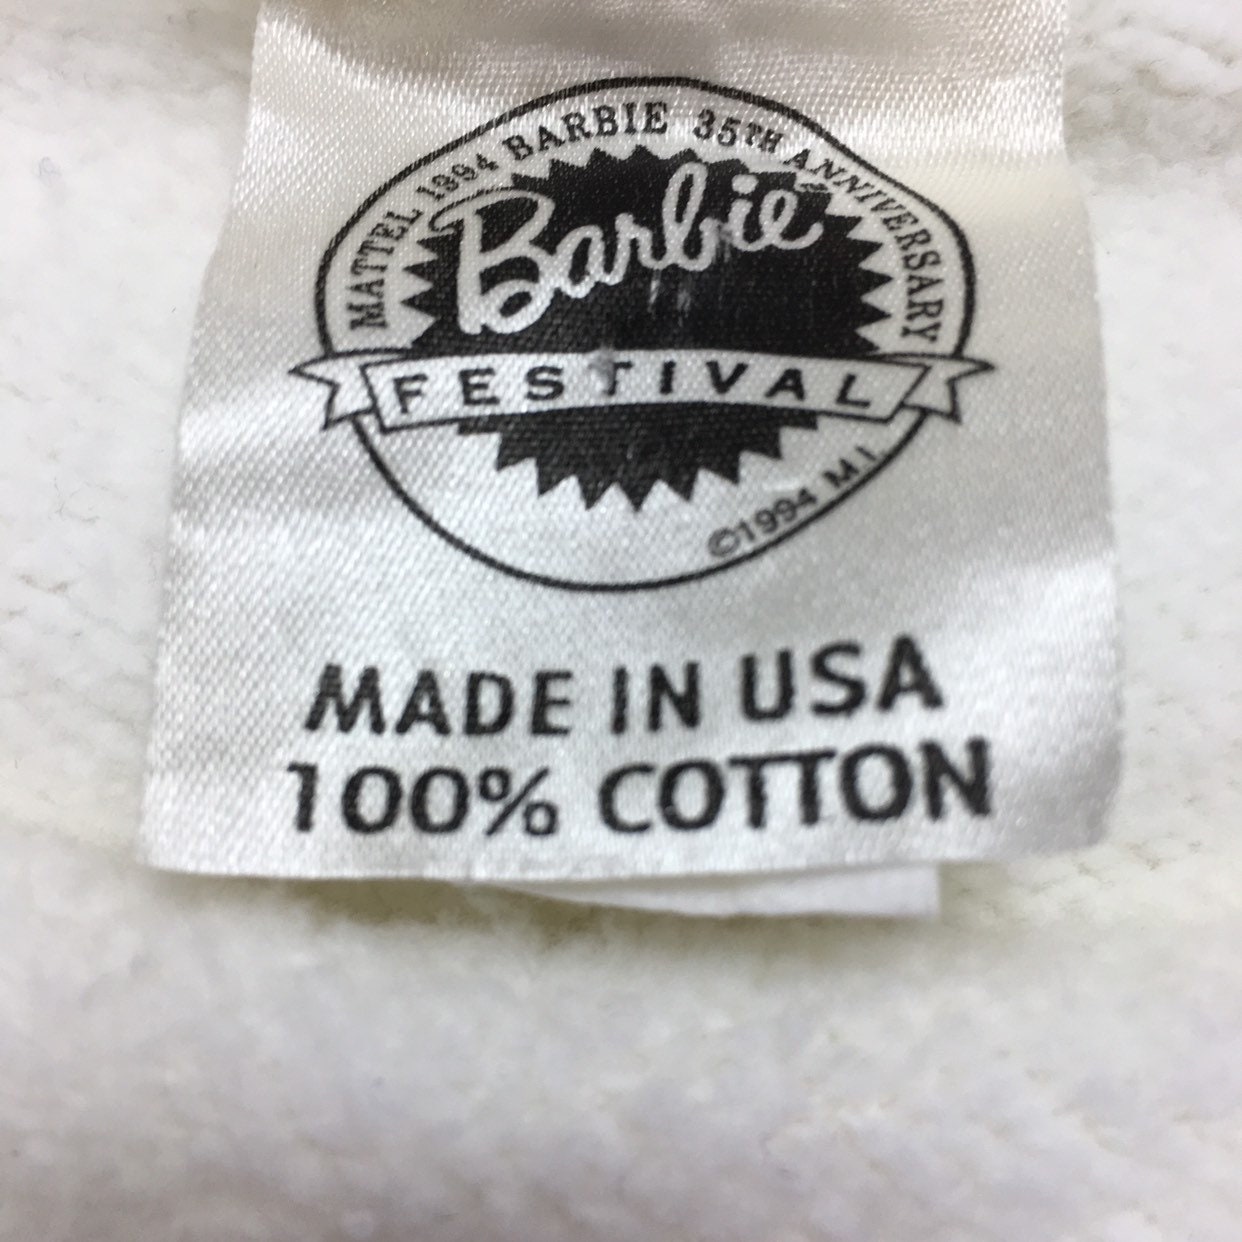 MATTEL 1994 BARBIE 35TH ANNIVERSARY
Barbie
FESTIVAL
©1994 M.I.
MADE IN USA
100% COTTON